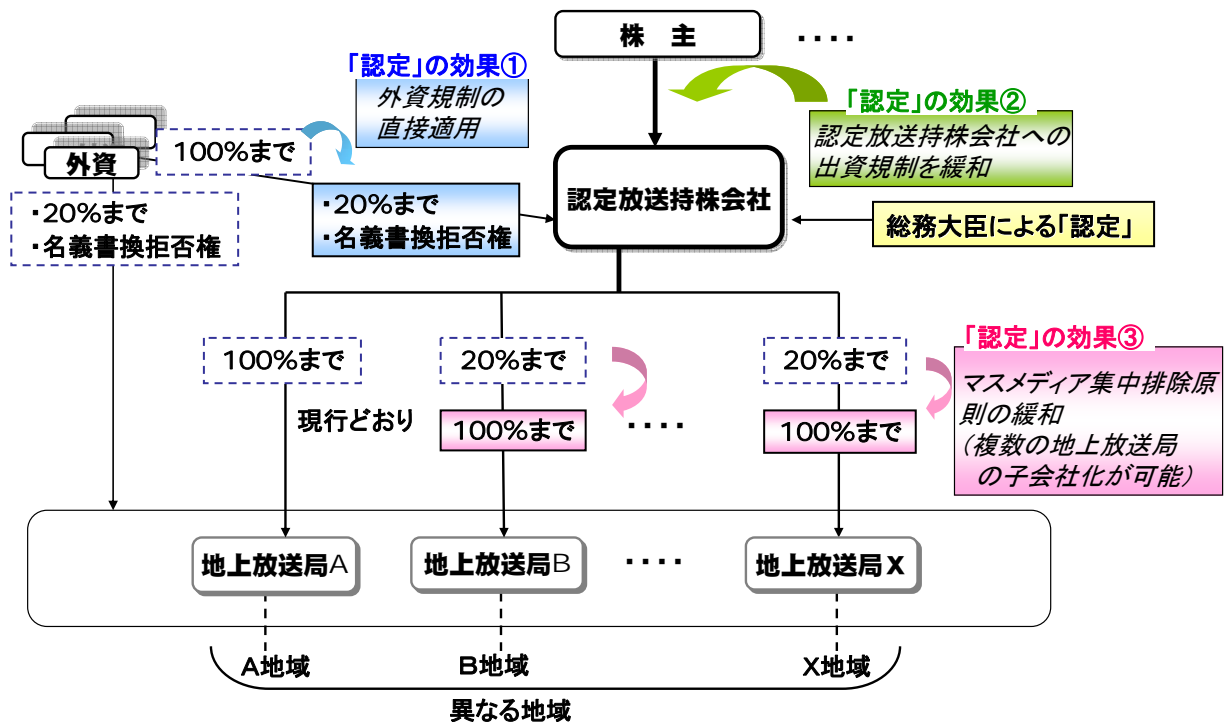 株　主
････
「認定」の効果①
外資規制の
直接適用
「認定」の効果②
認定放送持株会社への
出資規制を緩和
外資
100%まで
・20%まで
・名義書換拒否権
・20%まで
・名義書換拒否権
認定放送持株会社
総務大臣による「認定」
100%まで
現行どおり
20%まで
100%まで
････
20%まで
100%まで
「認定」の効果③
マスメディア集中排除原
則の緩和
(複数の地上放送局
の子会社化が可能)
地上放送局A
地上放送局B
････
地上放送局X
A地域
B地域
X地域
異なる地域